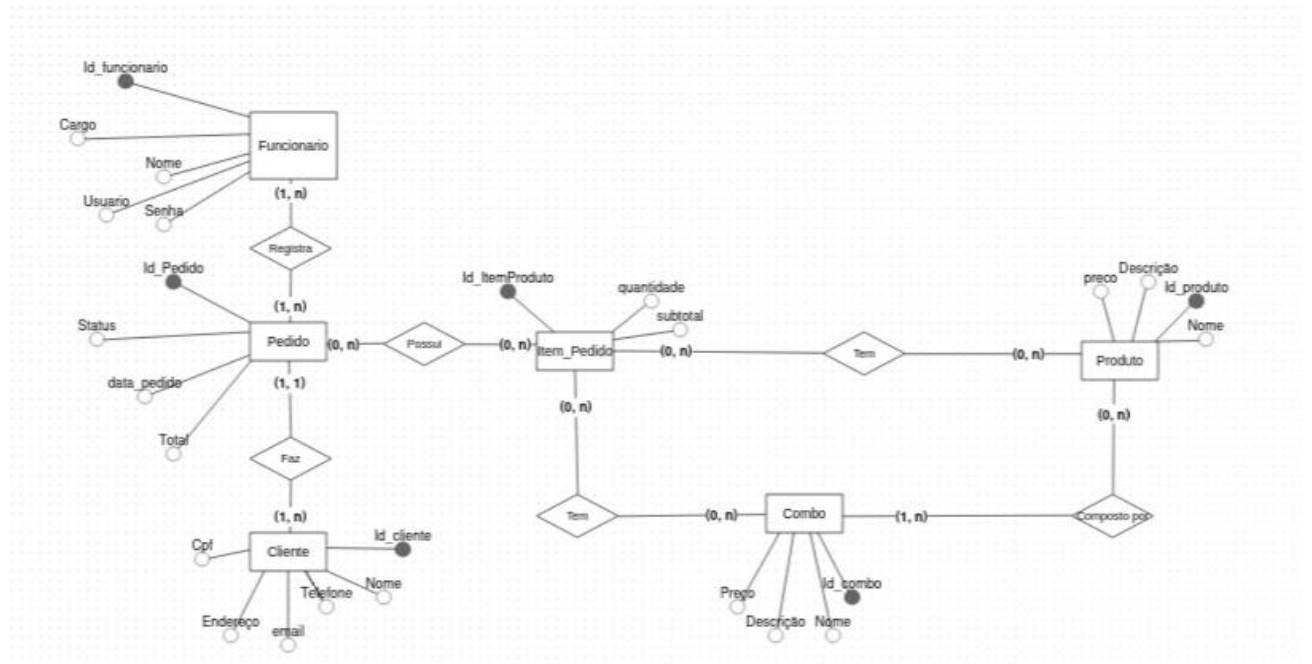 Id_funcionario
Cargo
Funcionario
Nome
Usuario
Senha
(1, n)
Registra
Id_Pedido
(1, n)
Status
Pedido
(0, n)
Possui
(0, n)
data_pedido
(1, 1)
Total
Faz
(1, n)
Cpf
Cliente
Id_cliente
Nome
Telefone
Endereço
email
Id_ItemProduto
quantidade
subtotal
Item_Pedido
(0, n)
Tem
(0, n)
preco
Descrição
Id_produto
Nome
Produto
(0, n)
(0, n)
Tem
(0, n)
Combo
(1, n)
Composto por
Preço
Id_combo
Descrição
Nome